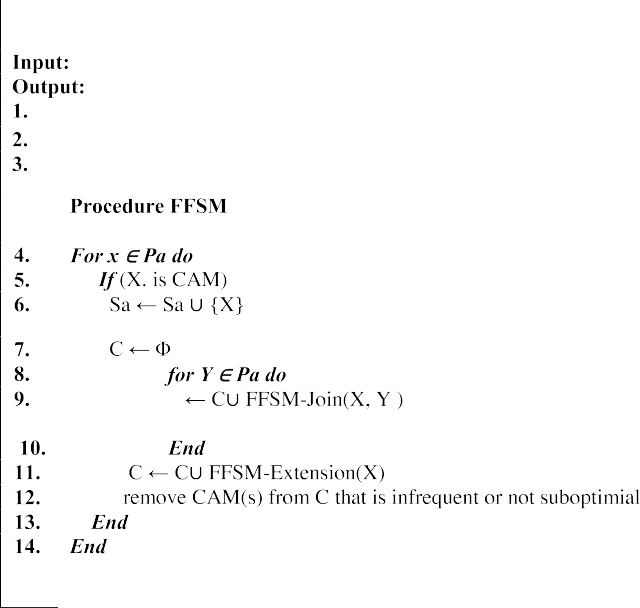 Input:
Output:
1.
2.
3.
Procedure FFSM
4. For x ∈ Pa do
5. If (X. is CAM)
6. Sa ← Sa ∪ {X}
7. C ← Φ
8. for Y ∈ Pa do
9. ← C∪ FFSM-Join(X, Y )
10. End
11. C ← C∪ FFSM-Extension(X)
12. remove CAM(s) from C that is infrequent or not suboptimial
13. End
14. End